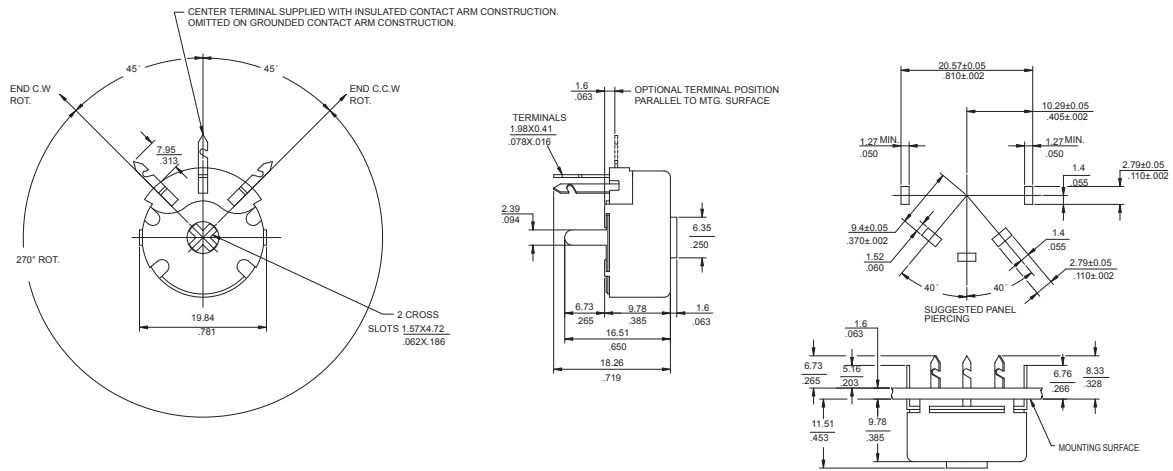 CENTER TERMINAL SUPPLIED WITH INSULATED CONTACT ARM CONSTRUCTION.
OMITTED ON GROUNDED CONTACT ARM CONSTRUCTION.
45°
45°
END C.W
ROT.
END C.C.W
ROT.
7.95
.313
270° ROT.
19.84
.781
2 CROSS
SLOTS 1.57X4.72
.062X.186
1.6
.063
OPTIONAL TERMINAL POSITION
PARALLEL TO MTG. SURFACE
TERMINALS
1.98X0.41
.078X.016
2.39
.094
6.35
.250
6.73
.265
9.78
.385
1.6
.063
16.51
.650
18.26
.719
20.57±0.05
.810±.002
10.29±0.05
.405±.002
1.27 MIN.
.050
1.27 MIN.
.050
1.4
.055
2.79±0.05
.110±.002
9.4±0.05
.370±.002
1.52
.060
1.4
.055
2.79±0.05
.110±.002
40°
40°
SUGGESTED PANEL
PIERCING
1.6
.063
6.73
.265
5.16
.203
6.76
.266
8.33
.328
11.51
.453
9.78
.385
MOUNTING SURFACE